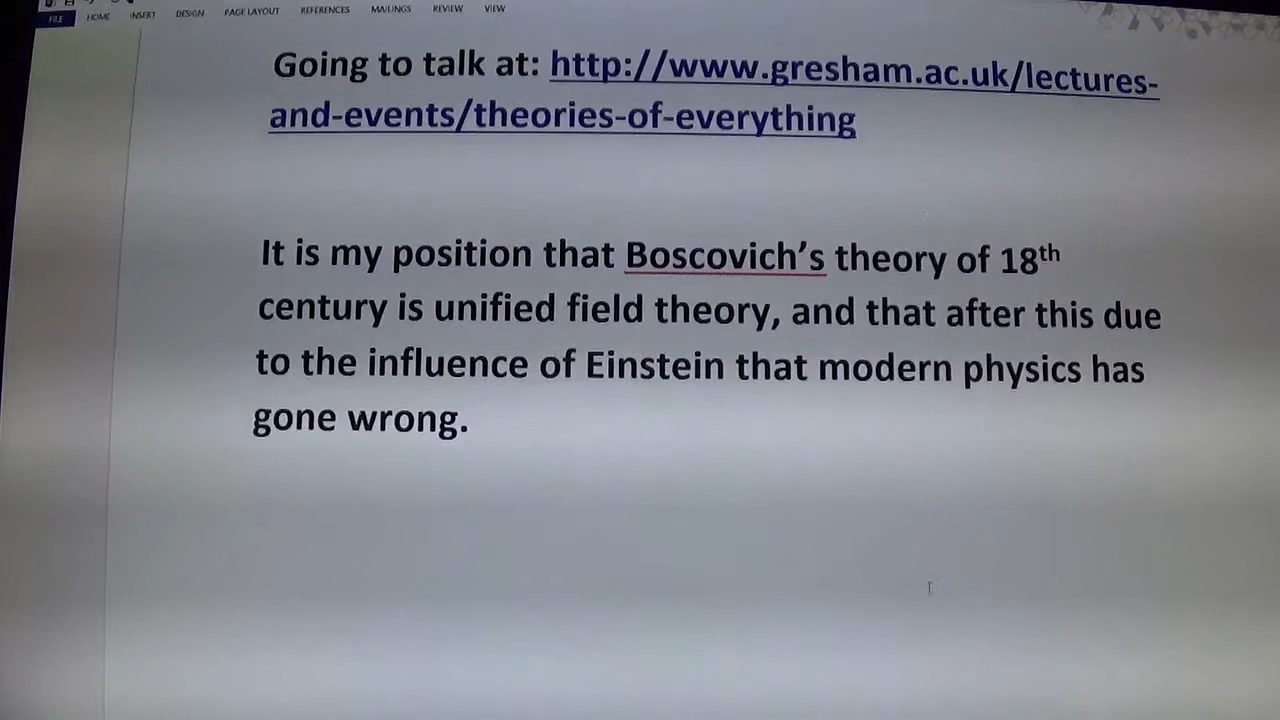 FILE HOME INSERT DESIGN PAGE LAYOUT REFERENCES MAILINGS REVIEW VIEW
Going to talk at: http://www.gresham.ac.uk/lectures-
and-events/theories-of-everything
It is my position that Boscovich’s theory of 18th
century is unified field theory, and that after this due
to the influence of Einstein that modern physics has
gone wrong.